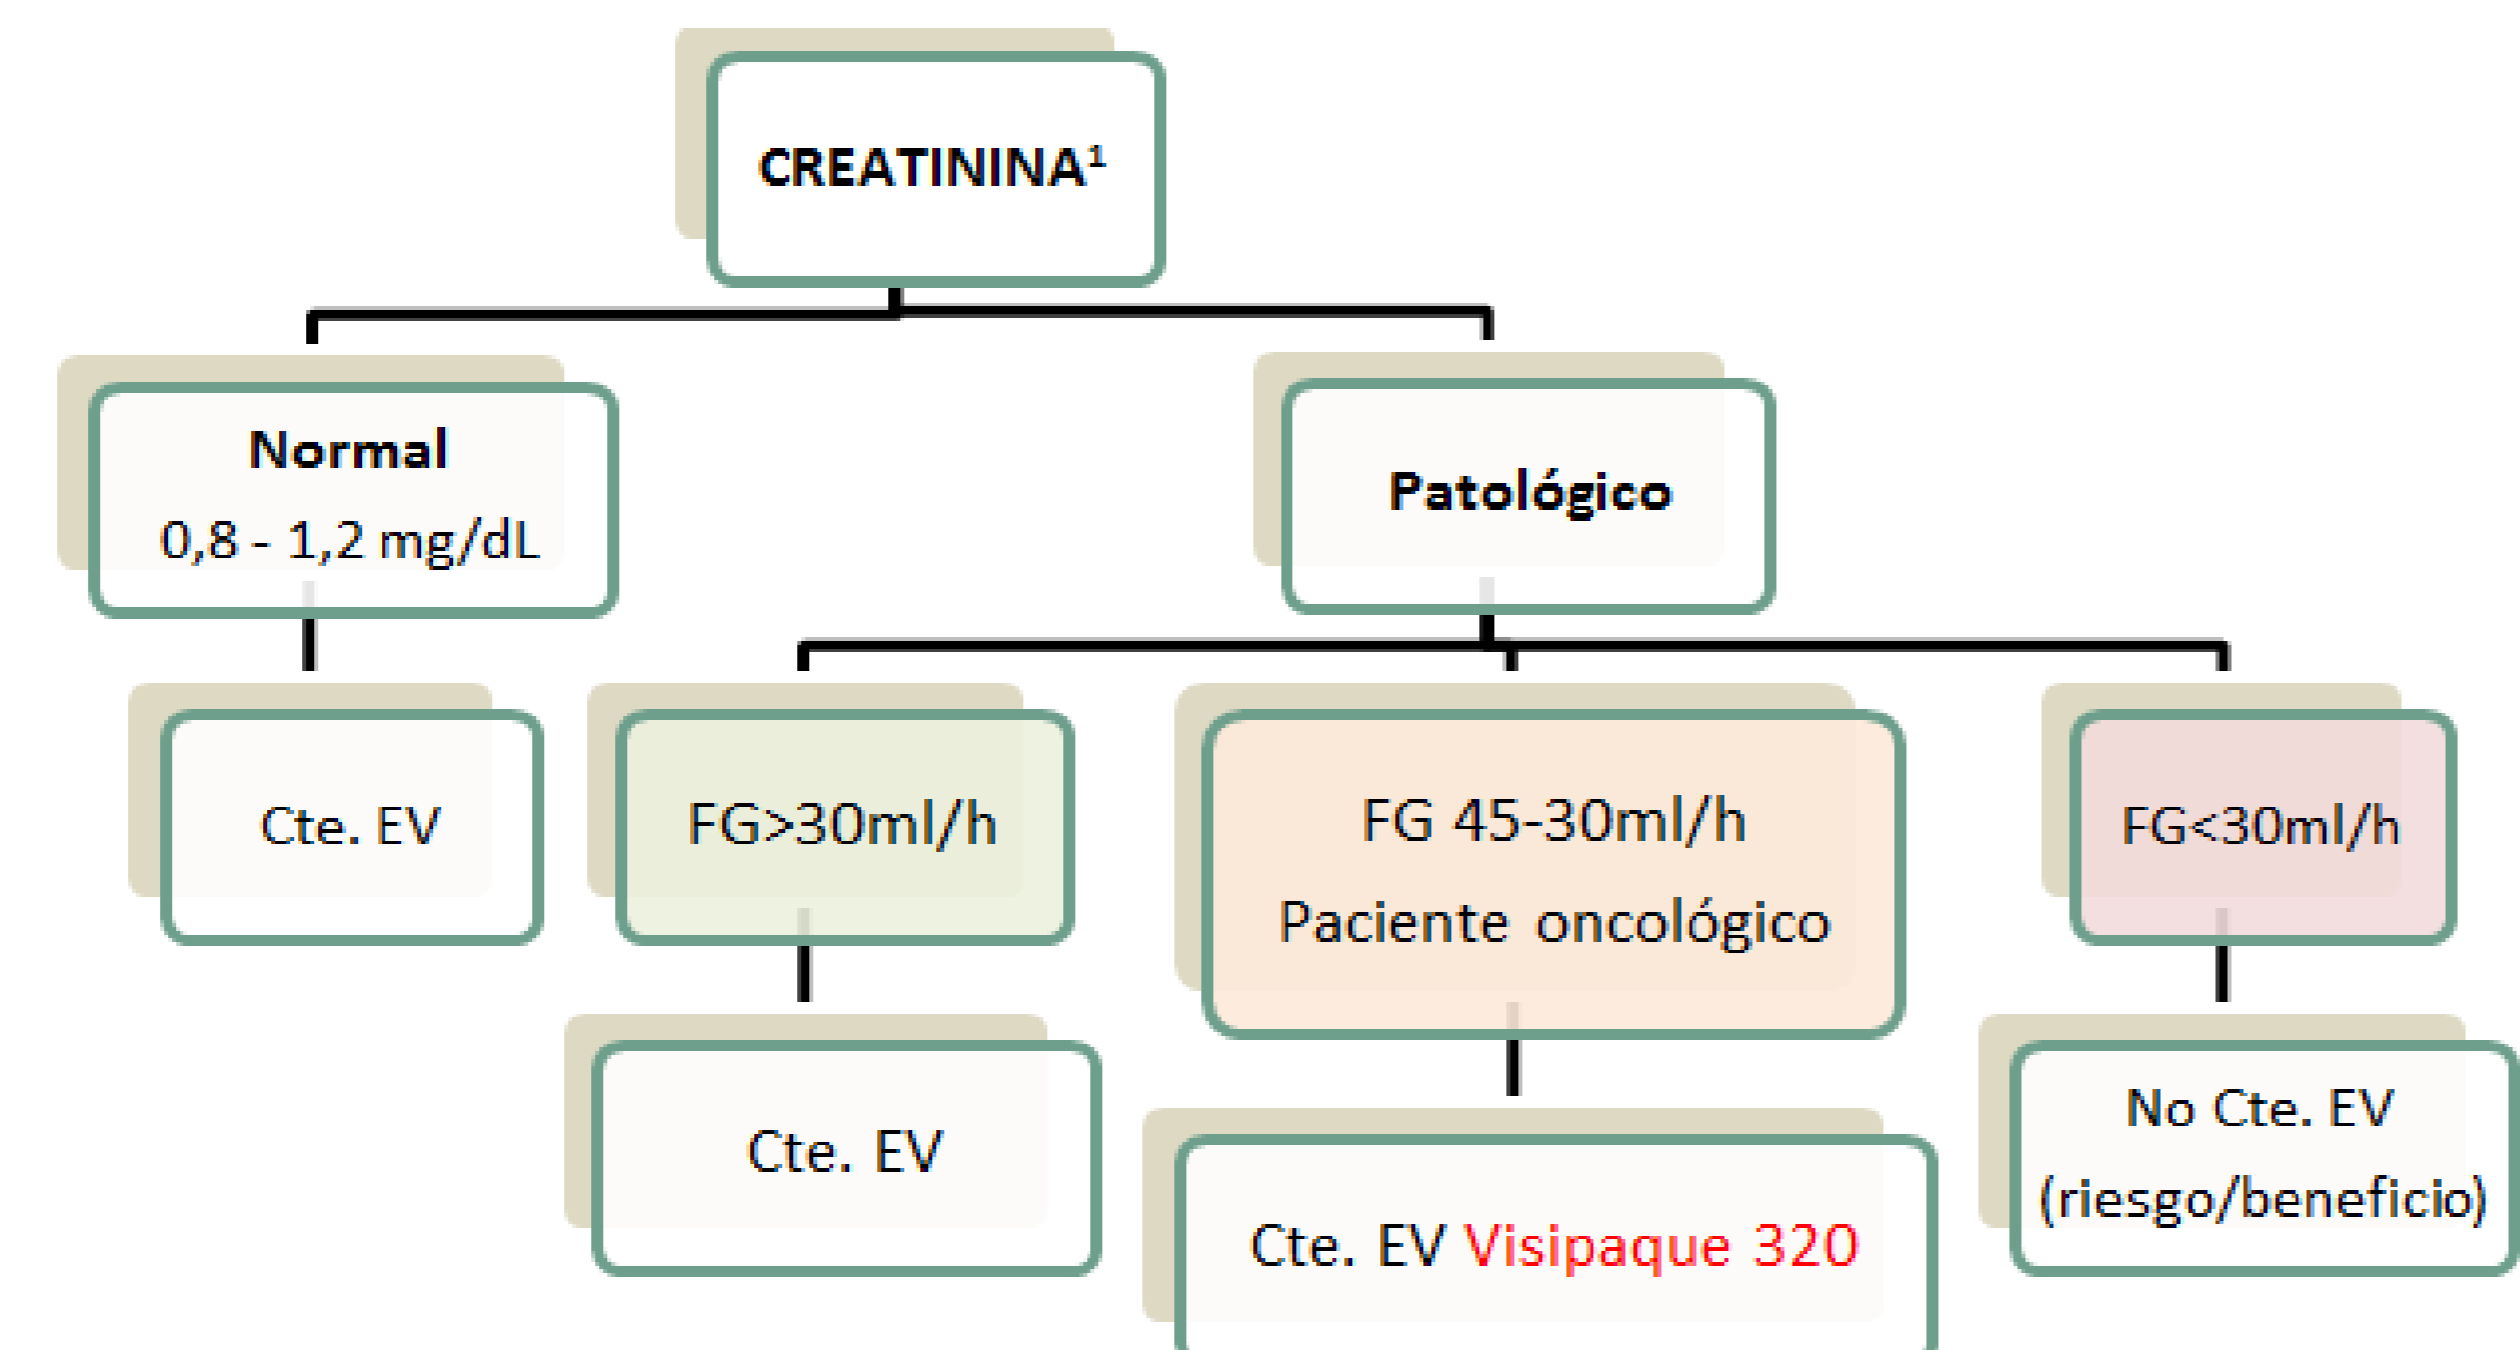 CREATININA¹
Normal
0,8 - 1,2 mg/dL
Patológico
Cte. EV
FG>30ml/h
FG 45-30ml/h
Paciente oncológico
FG<30ml/h
Cte. EV
Cte. EV Visipaque 320
No Cte. EV
(riesgo/beneficio)